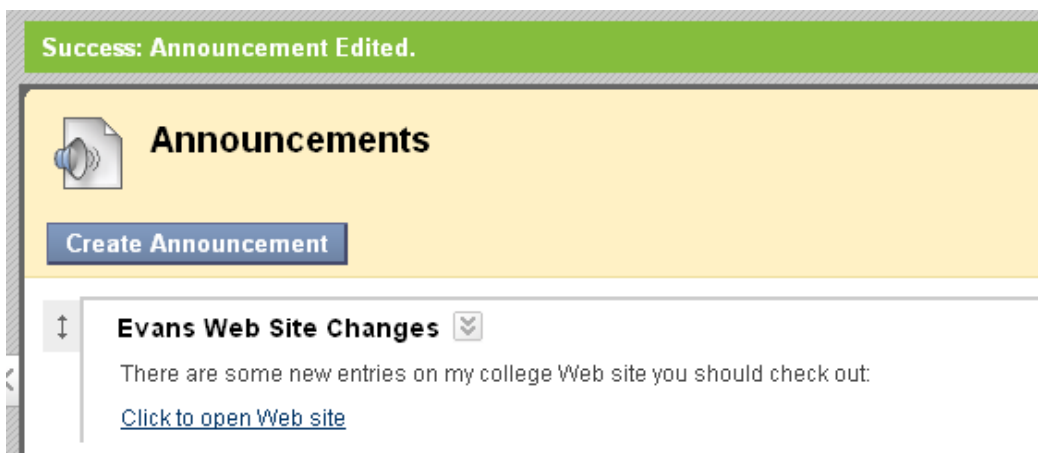 Success: Announcement Edited.
Announcements
Create Announcement
Evans Web Site Changes
There are some new entries on my college Web site you should check out:
Click to open Web site